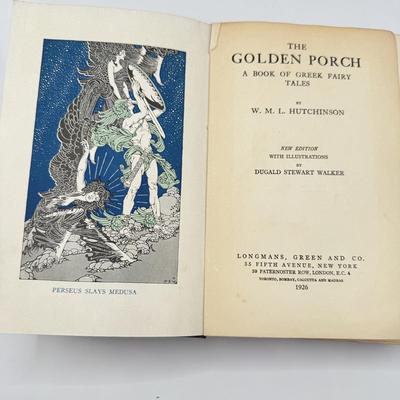 PERSEUS SLAYS MEDUSA
THE
GOLDEN PORCH
A BOOK OF GREEK FAIRY
TALES
BY
W. M. L. HUTCHINSON
NEW EDITION
WITH ILLUSTRATIONS
BY
DUGALD STEWART WALKER
LONGMANS, GREEN AND CO.
55 FIFTH AVENUE, NEW YORK
39 PATERNOSTER ROW, LONDON, E.C. 4
TORONTO, BOMBAY, CALCUTTA AND MADRAS
1926